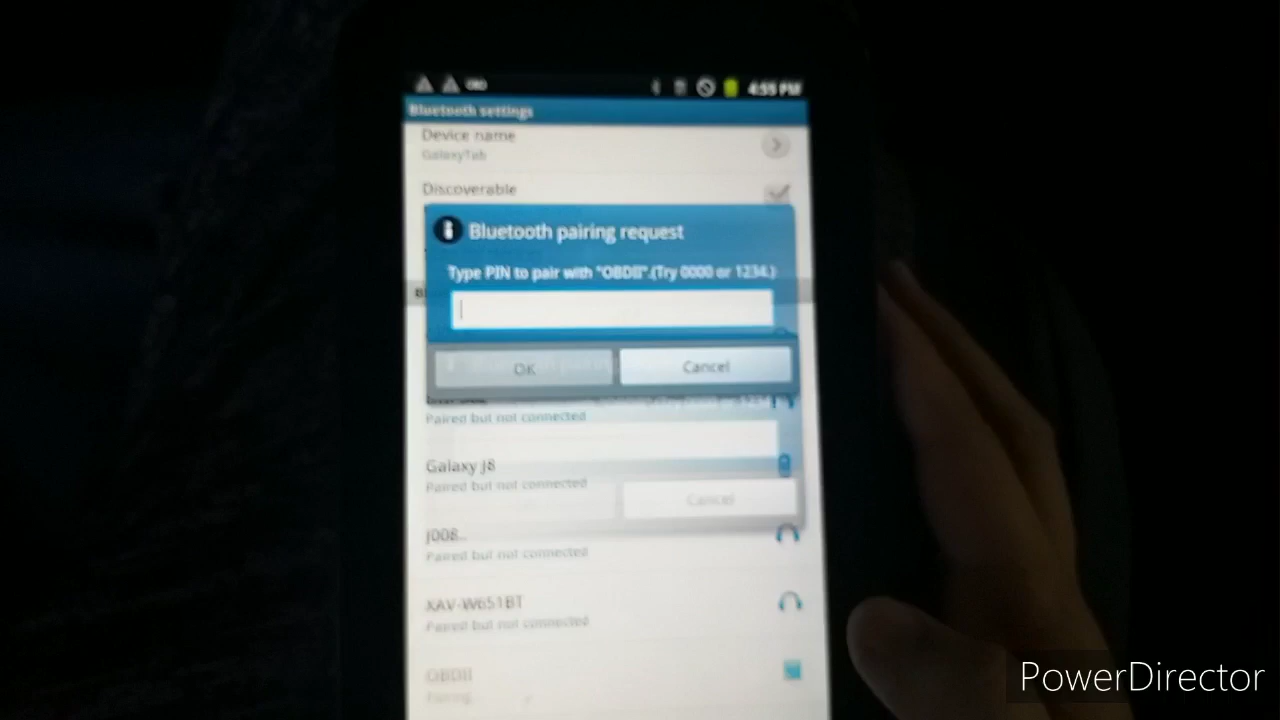 4:55 PM
Bluetooth settings
Device name
GalaxyTab
Discoverable
Bluetooth pairing request
Type PIN to pair with "OBDII".(Try 0000 or 1234.)
OK
Cancel
Paired but not connected
Galaxy J8
Paired but not connected
Cancel
J008..
Paired but not connected
XAV-W651BT
Paired but not connected
OBDII
Pairing...
PowerDirector